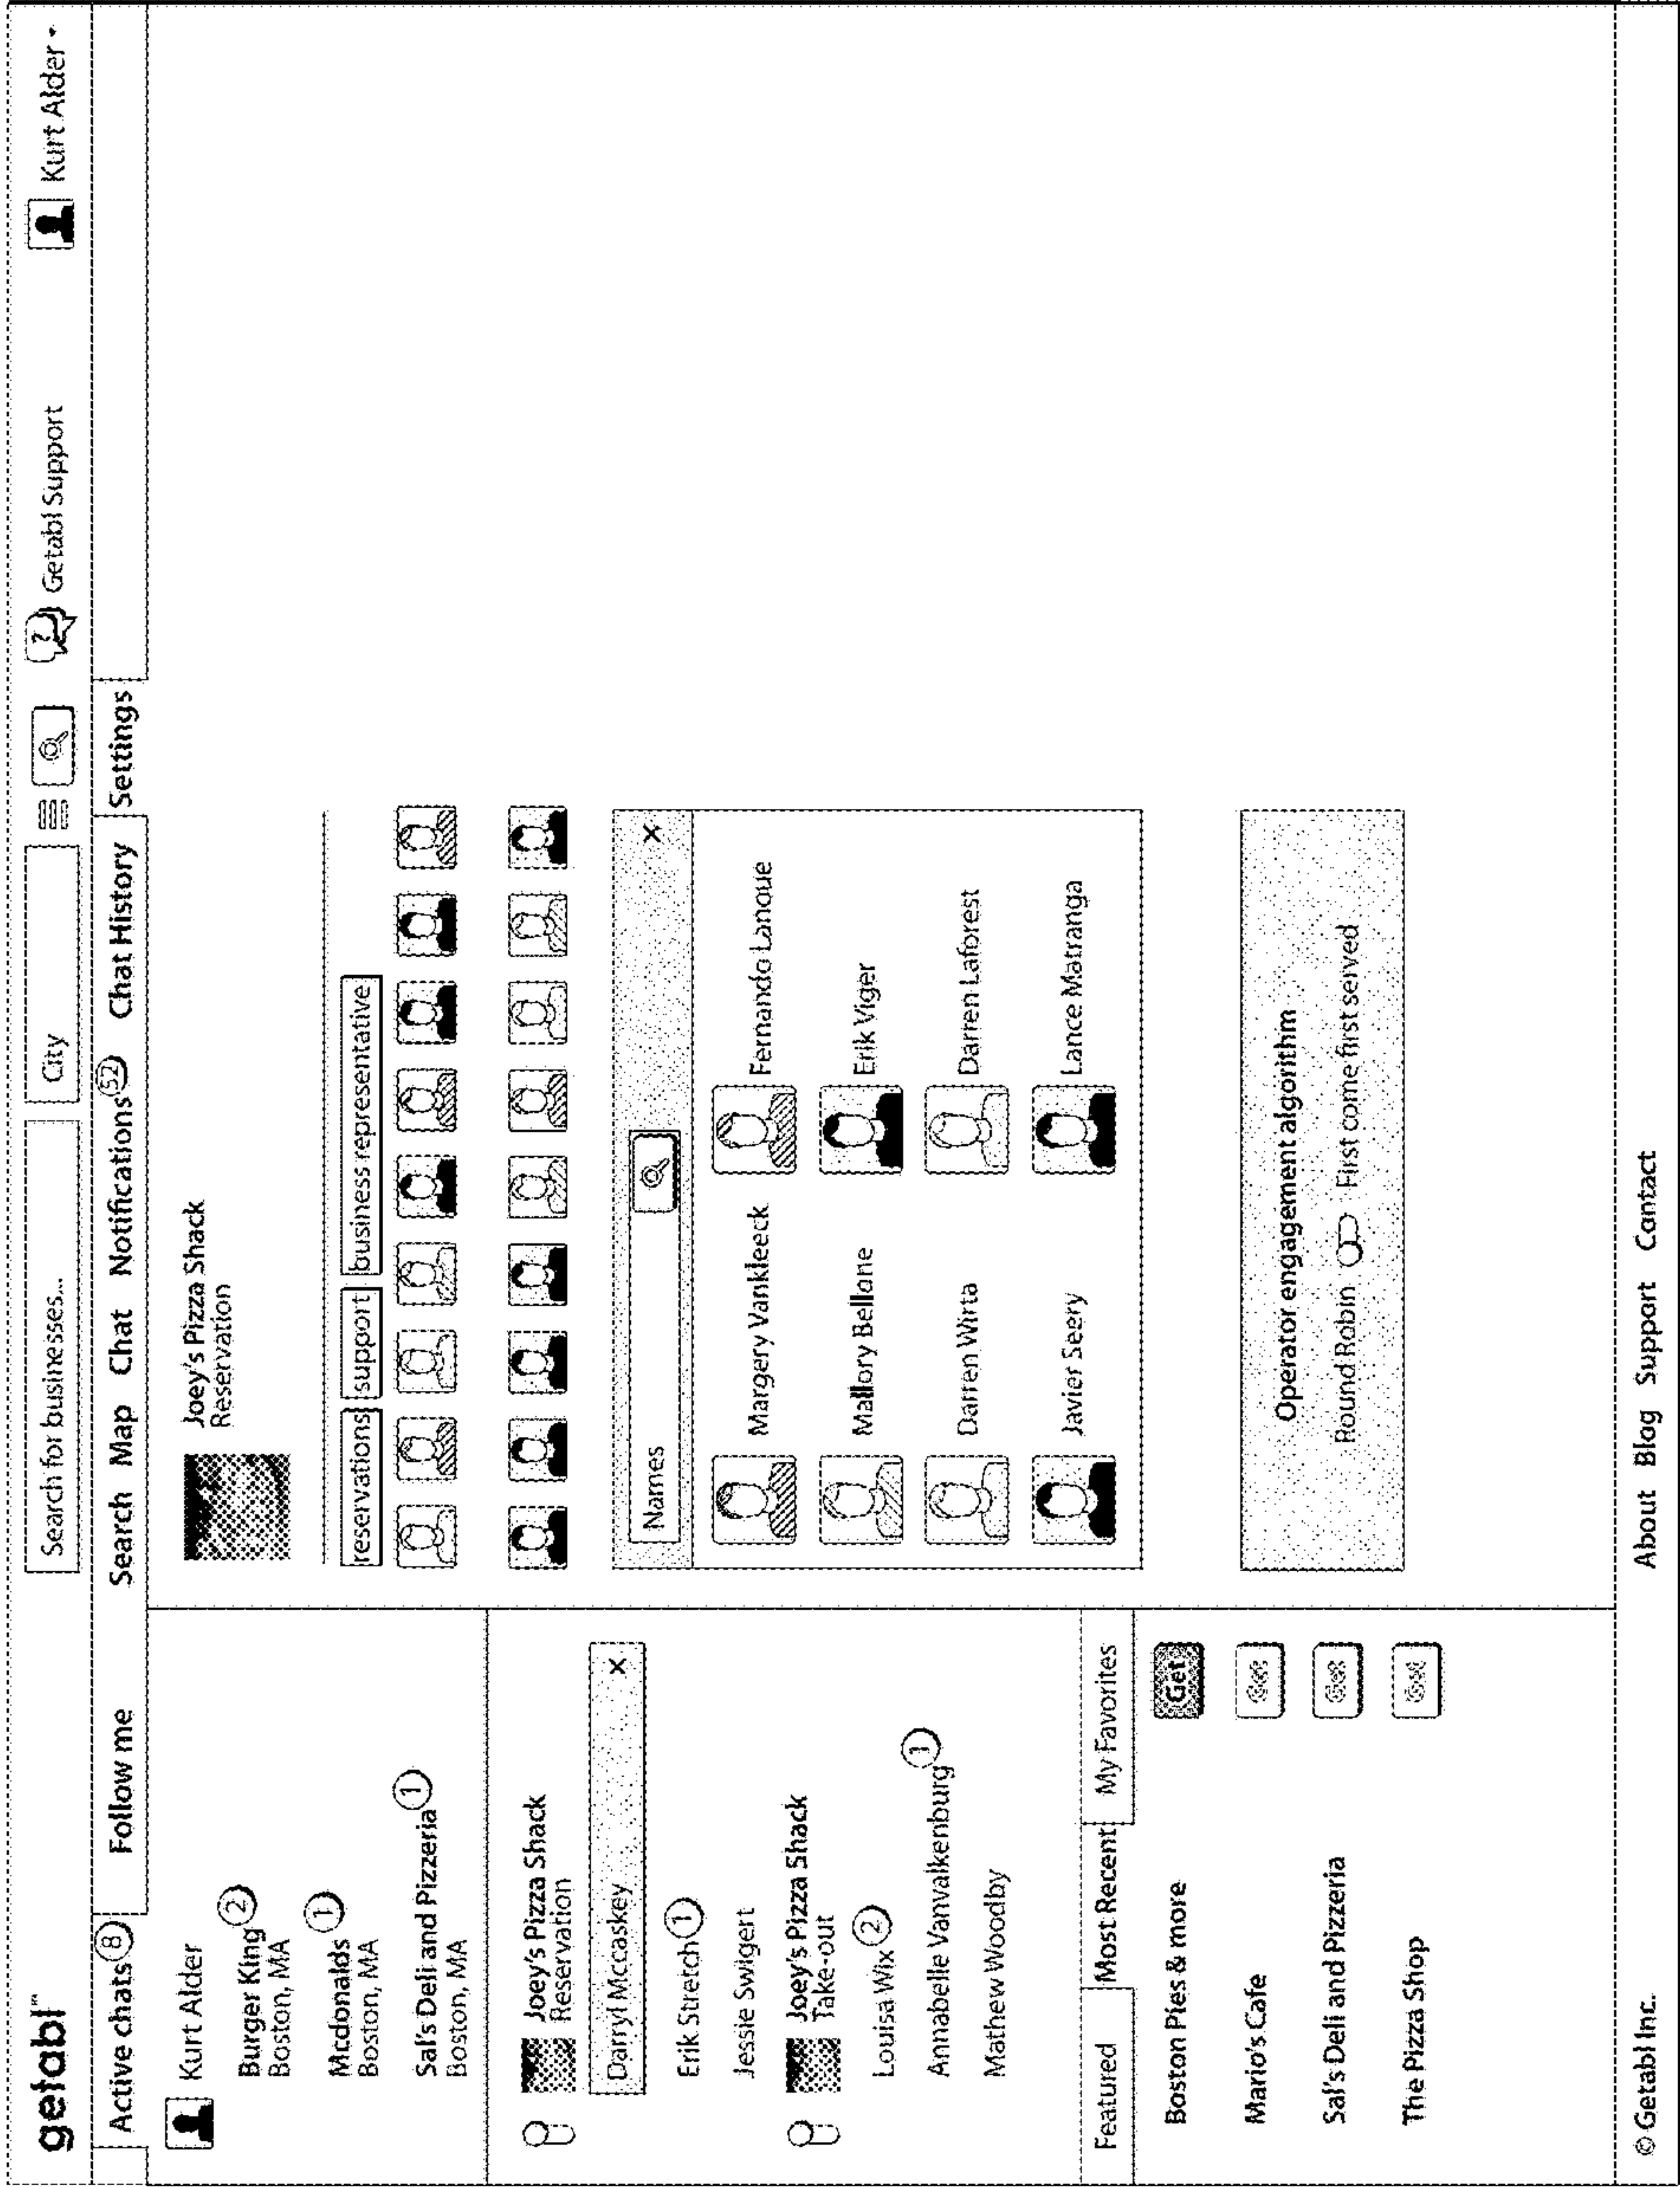 getabl™
Search for businesses...
City
Getabl Support
Kurt Alder
Active chats 8
Follow me
Search
Map
Chat
Notifications 52
Chat History
Settings
Kurt Alder
Burger King 2
Boston, MA
Mcdonalds 1
Boston, MA
Sal's Deli and Pizzeria 1
Boston, MA
Joey's Pizza Shack
Reservation
Darryl Mccaskey ×
Erik Stretch 1
Jessie Swigert
Joey's Pizza Shack
Take-out
Louisa Wix 2
Annabelle Vanvalkenburg 1
Mathew Woodby
Featured
Most Recent
My Favorites
Boston Pies & more
Get
Mario's Cafe
Get
Sal's Deli and Pizzeria
Get
The Pizza Shop
Get
Joey's Pizza Shack
Reservation
reservations
support
business representative
Names
×
Margery Vankleeck
Fernando Lanoue
Mallory Bellone
Erik Viger
Darren Wirta
Darren Laforest
Javier Seery
Lance Matranga
Operator engagement algorithm
Round Robin
First come first served
© Getabl Inc.
About
Blog
Support
Contact